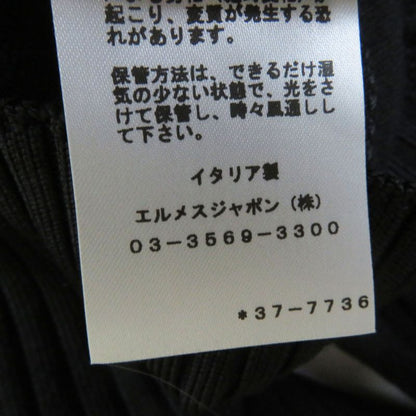 起こり、変質が発生する恐
れがあります。
保管方法は、できるだけ湿
気の少ない状態で、光をさ
けて保管し、時々風通しし
て下さい。
イタリア製
エルメスジャポン（株）
０３−３５６９−３３００
＊３７−７７３６